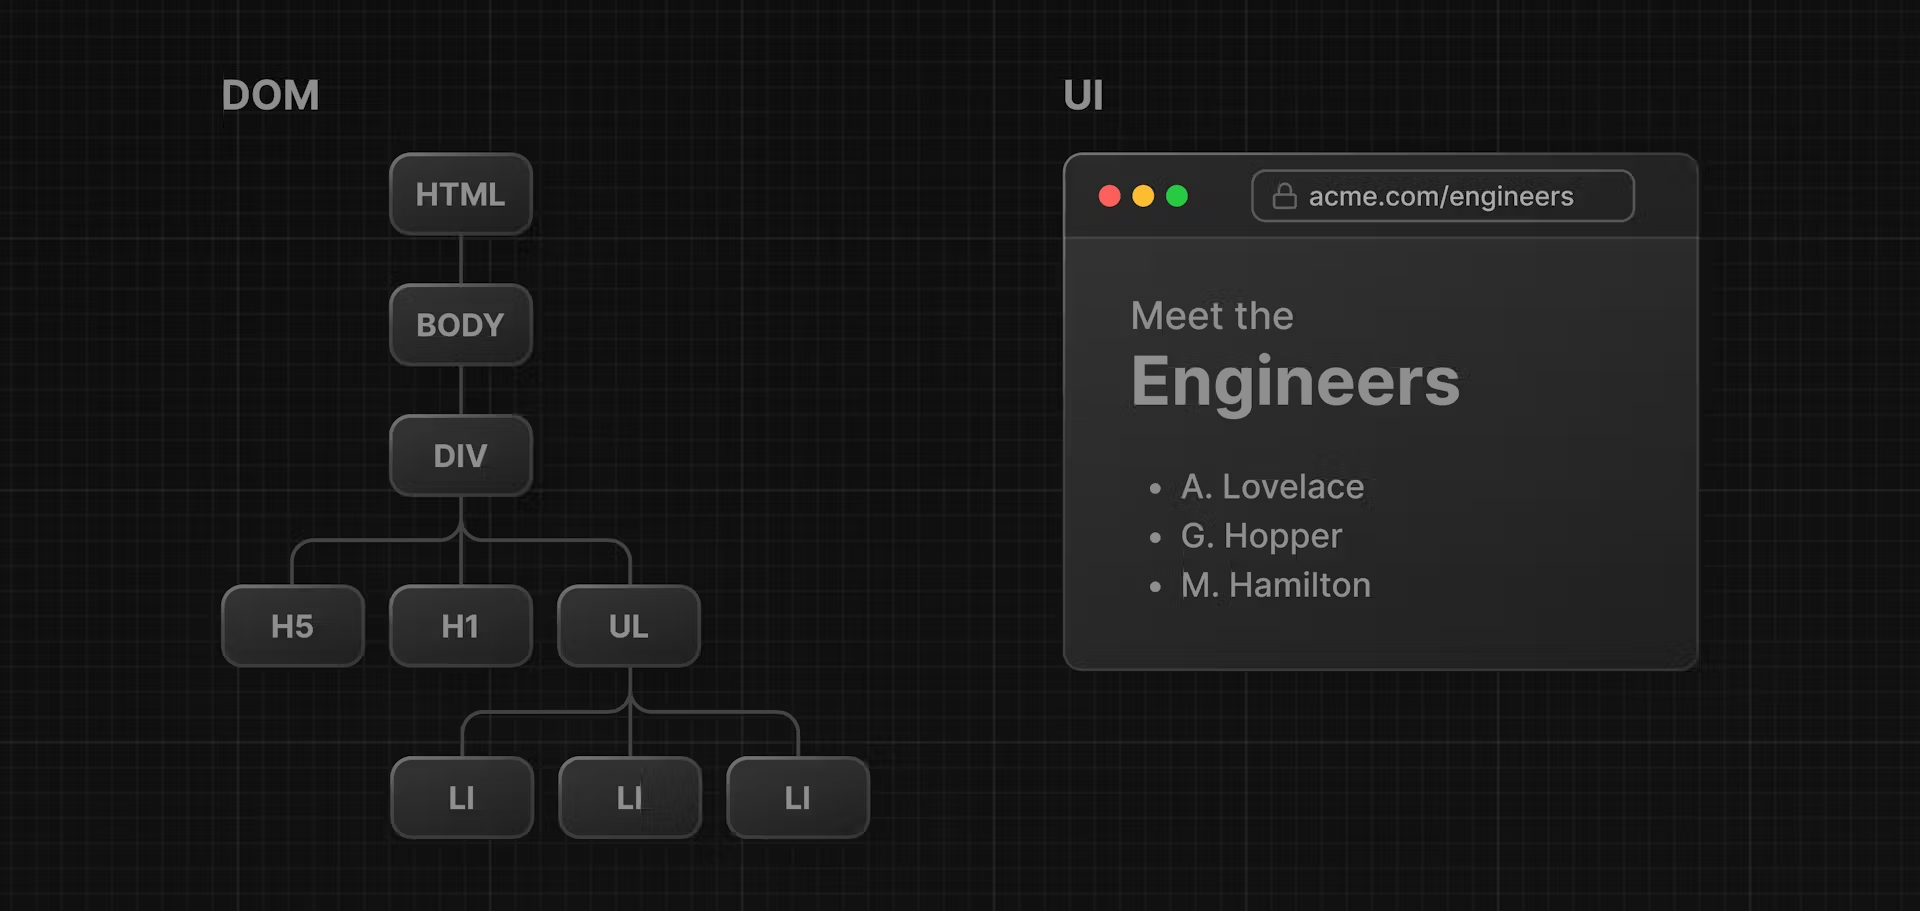 DOM
HTML
BODY
DIV
H5 H1 UL
LI LI LI
UI
acme.com/engineers
Meet the
Engineers
• A. Lovelace
• G. Hopper
• M. Hamilton